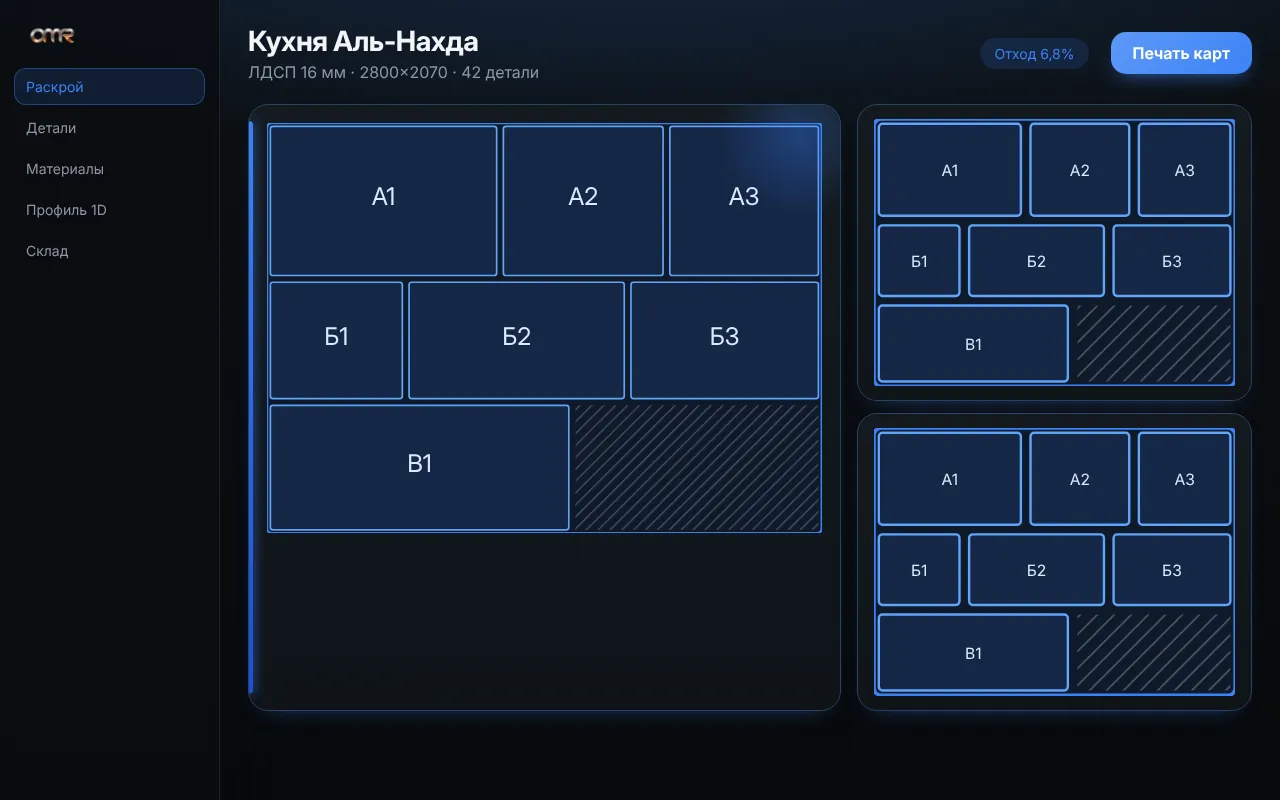 OMR
Кухня Аль-Нахда
ЛДСП 16 мм · 2800×2070 · 42 детали
Отход 6,8%
Печать карт
Раскрой
Детали
Материалы
Профиль 1D
Склад
А1
А2
А3
Б1
Б2
Б3
В1
А1
А2
А3
Б1
Б2
Б3
В1
А1
А2
А3
Б1
Б2
Б3
В1